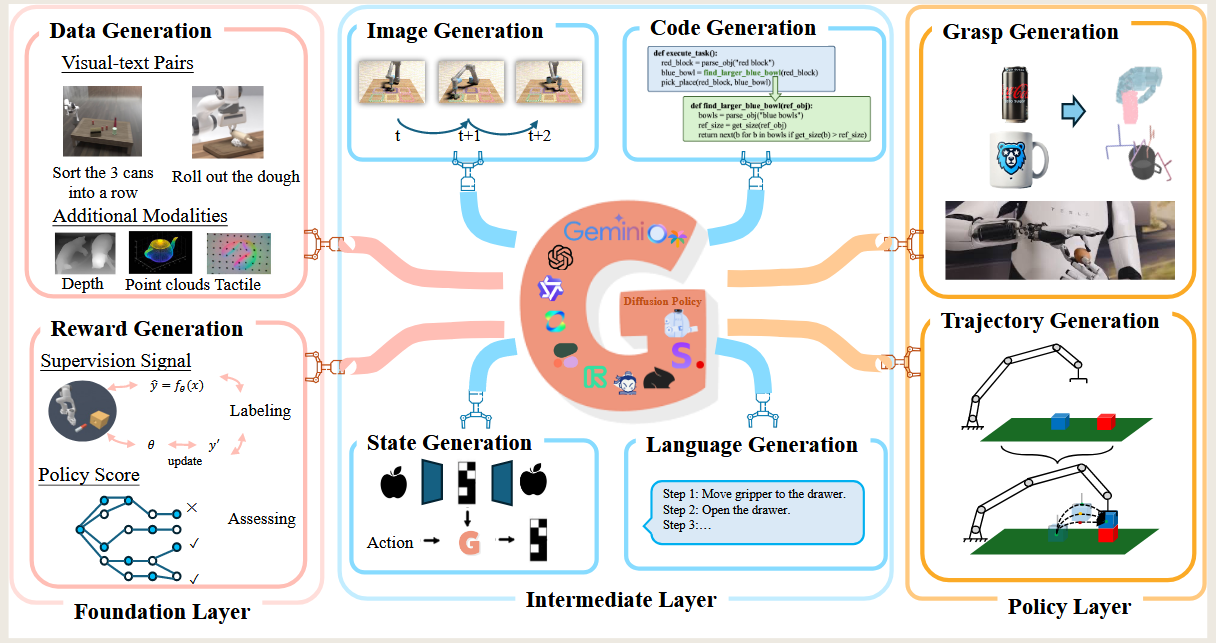 Data Generation
Visual-text Pairs
Sort the 3 cans
into a row
Roll out the dough
Additional Modalities
Depth
Point clouds
Tactile
Reward Generation
Supervision Signal
ŷ = fθ(x)
Labeling
θ
y′
update
Policy Score
Assessing
Foundation Layer
Image Generation
t
t+1
t+2
Code Generation
def execute_task():
red_block = parse_obj("red block")
blue_bowl = find_larger_blue_bowl(red_block)
pick_place(red_block, blue_bowl)
def find_larger_blue_bowl(ref_obj):
bowls = parse_obj("blue bowls")
ref_size = get_size(ref_obj)
return next(b for b in bowls if get_size(b) > ref_size)
Gemini
Diffusion Policy
S.
State Generation
Action
G
Language Generation
Step 1: Move gripper to the drawer.
Step 2: Open the drawer.
Step 3:…
Intermediate Layer
Grasp Generation
TESLA
Trajectory Generation
Policy Layer